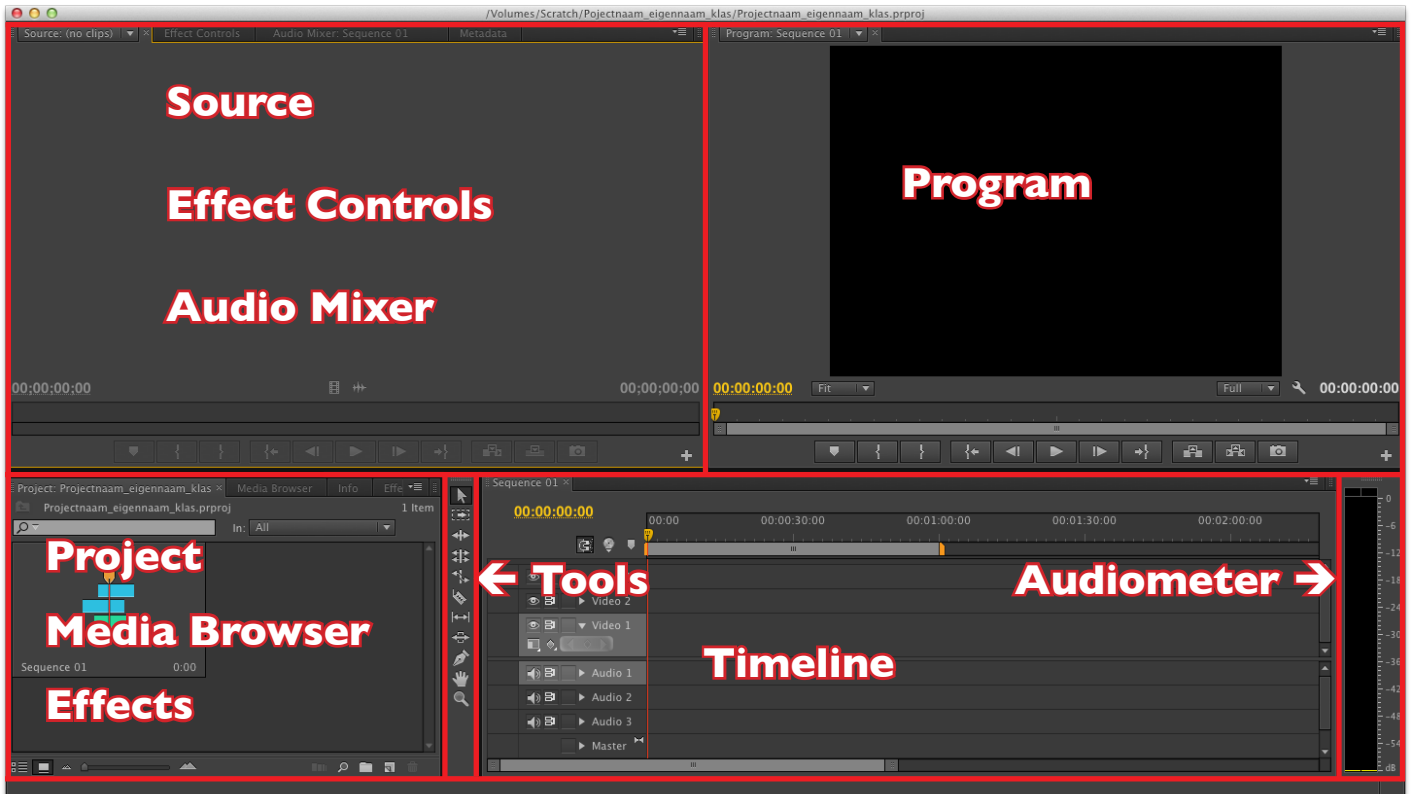 /Volumes/Scratch/Pojectnaam_eigennaam_klas/Projectnaam_eigennaam_klas.prproj
Source: (no clips)
Effect Controls
Audio Mixer: Sequence 01
Metadata
Source
Effect Controls
Audio Mixer
00;00;00;00
00;00;00;00
Program: Sequence 01
Program
00:00:00:00
Fit
Full
00:00:00:00
Project: Projectnaam_eigennaam_klas
Media Browser
Info
Effe
Projectnaam_eigennaam_klas.prproj
1 Item
In: All
Project
Media Browser
Sequence 01
0:00
Effects
← Tools
Sequence 01
00:00:00:00
00:00
00:00:30:00
00:01:00:00
00:01:30:00
00:02:00:00
Audiometer →
Video 2
Video 1
Timeline
Audio 1
Audio 2
Audio 3
Master
0
-6
-12
-18
-24
-30
-36
-42
-48
-54
dB